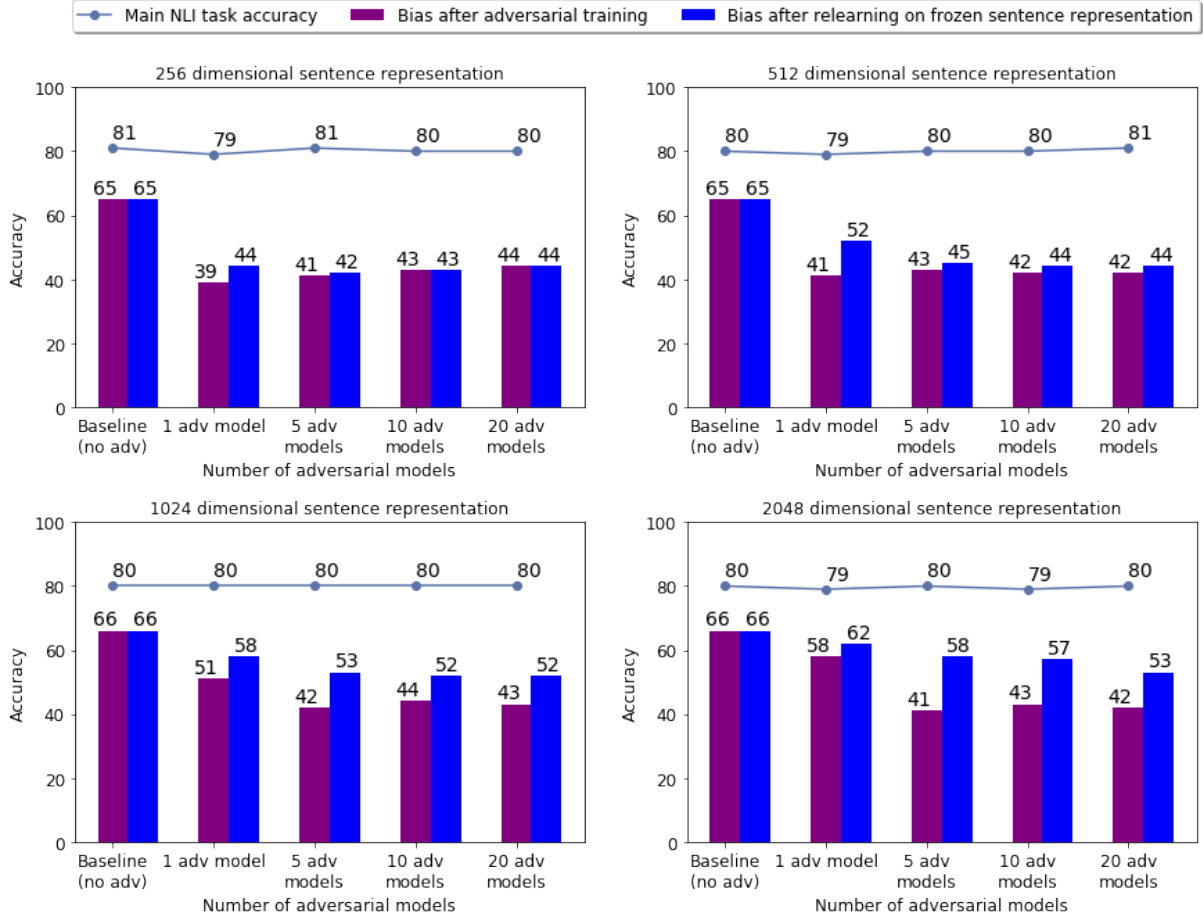 Main NLI task accuracy Bias after adversarial training Bias after relearning on frozen sentence representation
256 dimensional sentence representation
100
80
60
40
20
0
Accuracy
81 79 81 80 80
65 65 39 44 41 42 43 43 44 44
Baseline (no adv)
1 adv model
5 adv models
10 adv models
20 adv models
Number of adversarial models
512 dimensional sentence representation
100
80
60
40
20
0
Accuracy
80 79 80 80 81
65 65 41 52 43 45 42 44 42 44
Baseline (no adv)
1 adv model
5 adv models
10 adv models
20 adv models
Number of adversarial models
1024 dimensional sentence representation
100
80
60
40
20
0
Accuracy
80 80 80 80 80
66 66 51 58 42 53 44 52 43 52
Baseline (no adv)
1 adv model
5 adv models
10 adv models
20 adv models
Number of adversarial models
2048 dimensional sentence representation
100
80
60
40
20
0
Accuracy
80 79 80 79 80
66 66 58 62 41 58 43 57 42 53
Baseline (no adv)
1 adv model
5 adv models
10 adv models
20 adv models
Number of adversarial models